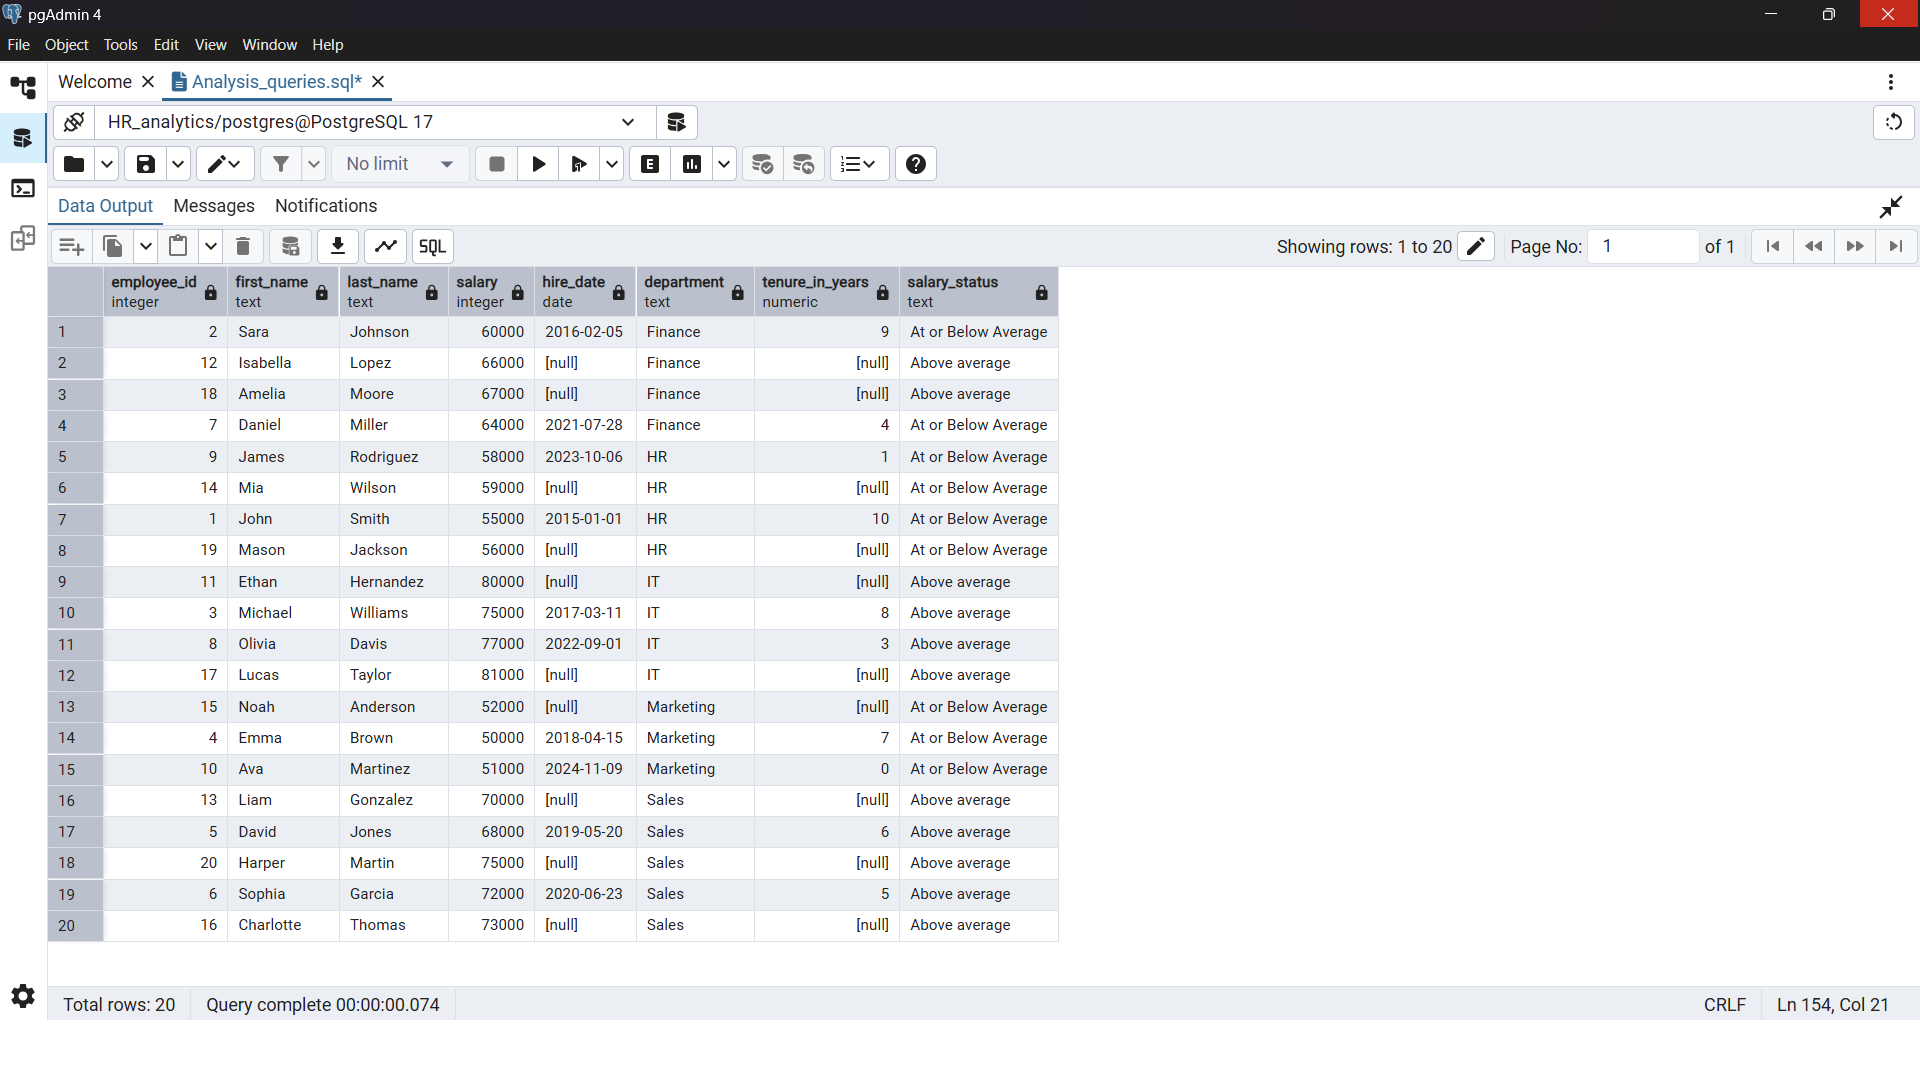 pgAdmin 4
File Object Tools Edit View Window Help
Welcome Analysis_queries.sql*
HR_analytics/postgres@PostgreSQL 17
No limit E
Data Output Messages Notifications
SQL Showing rows: 1 to 20 Page No: 1 of 1
employee_id first_name last_name salary hire_date department tenure_in_years salary_status
integer text text integer date text numeric text
1 2 Sara Johnson 60000 2016-02-05 Finance 9 At or Below Average
2 12 Isabella Lopez 66000 [null] Finance [null] Above average
3 18 Amelia Moore 67000 [null] Finance [null] Above average
4 7 Daniel Miller 64000 2021-07-28 Finance 4 At or Below Average
5 9 James Rodriguez 58000 2023-10-06 HR 1 At or Below Average
6 14 Mia Wilson 59000 [null] HR [null] At or Below Average
7 1 John Smith 55000 2015-01-01 HR 10 At or Below Average
8 19 Mason Jackson 56000 [null] HR [null] At or Below Average
9 11 Ethan Hernandez 80000 [null] IT [null] Above average
10 3 Michael Williams 75000 2017-03-11 IT 8 Above average
11 8 Olivia Davis 77000 2022-09-01 IT 3 Above average
12 17 Lucas Taylor 81000 [null] IT [null] Above average
13 15 Noah Anderson 52000 [null] Marketing [null] At or Below Average
14 4 Emma Brown 50000 2018-04-15 Marketing 7 At or Below Average
15 10 Ava Martinez 51000 2024-11-09 Marketing 0 At or Below Average
16 13 Liam Gonzalez 70000 [null] Sales [null] Above average
17 5 David Jones 68000 2019-05-20 Sales 6 Above average
18 20 Harper Martin 75000 [null] Sales [null] Above average
19 6 Sophia Garcia 72000 2020-06-23 Sales 5 Above average
20 16 Charlotte Thomas 73000 [null] Sales [null] Above average
Total rows: 20 Query complete 00:00:00.074 CRLF Ln 154, Col 21